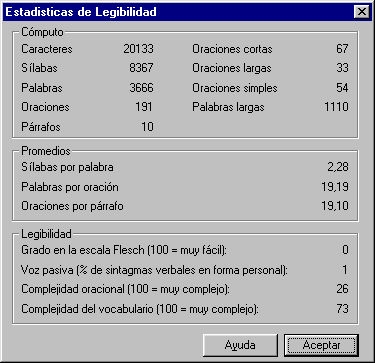 Estadísticas de Legibilidad
Cómputo
Caracteres 20133 Oraciones cortas 67
Sílabas 8367 Oraciones largas 33
Palabras 3666 Oraciones simples 54
Oraciones 191 Palabras largas 1110
Párrafos 10
Promedios
Sílabas por palabra 2,28
Palabras por oración 19,19
Oraciones por párrafo 19,10
Legibilidad
Grado en la escala Flesch (100 = muy fácil): 0
Voz pasiva (% de sintagmas verbales en forma personal): 1
Complejidad oracional (100 = muy complejo): 26
Complejidad del vocabulario (100 = muy complejo): 73
Ayuda Aceptar